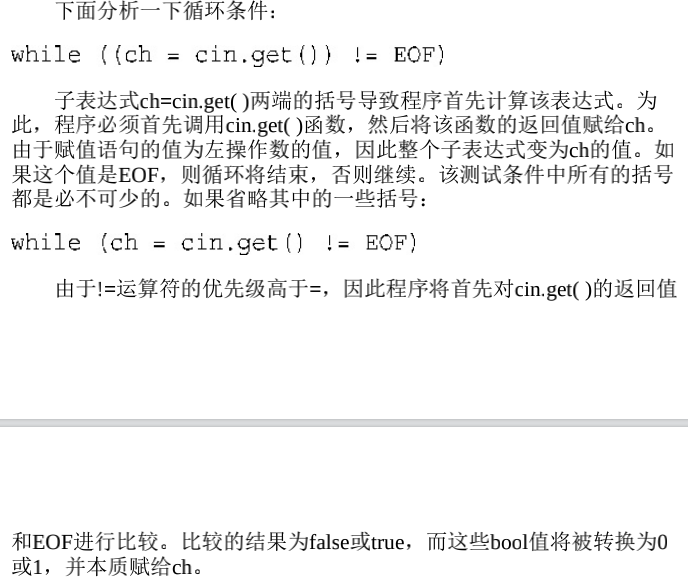 下面分析一下循环条件：
while ((ch = cin.get()) != EOF)
子表达式ch=cin.get( )两端的括号导致程序首先计算该表达式。为
此，程序必须首先调用cin.get( )函数，然后将该函数的返回值赋给ch。
由于赋值语句的值为左操作数的值，因此整个子表达式变为ch的值。如
果这个值是EOF，则循环将结束，否则继续。该测试条件中所有的括号
都是必不可少的。如果省略其中的一些括号：
while (ch = cin.get() != EOF)
由于!=运算符的优先级高于=，因此程序将首先对cin.get( )的返回值
和EOF进行比较。比较的结果为false或true，而这些bool值将被转换为0
或1，并本质赋给ch。